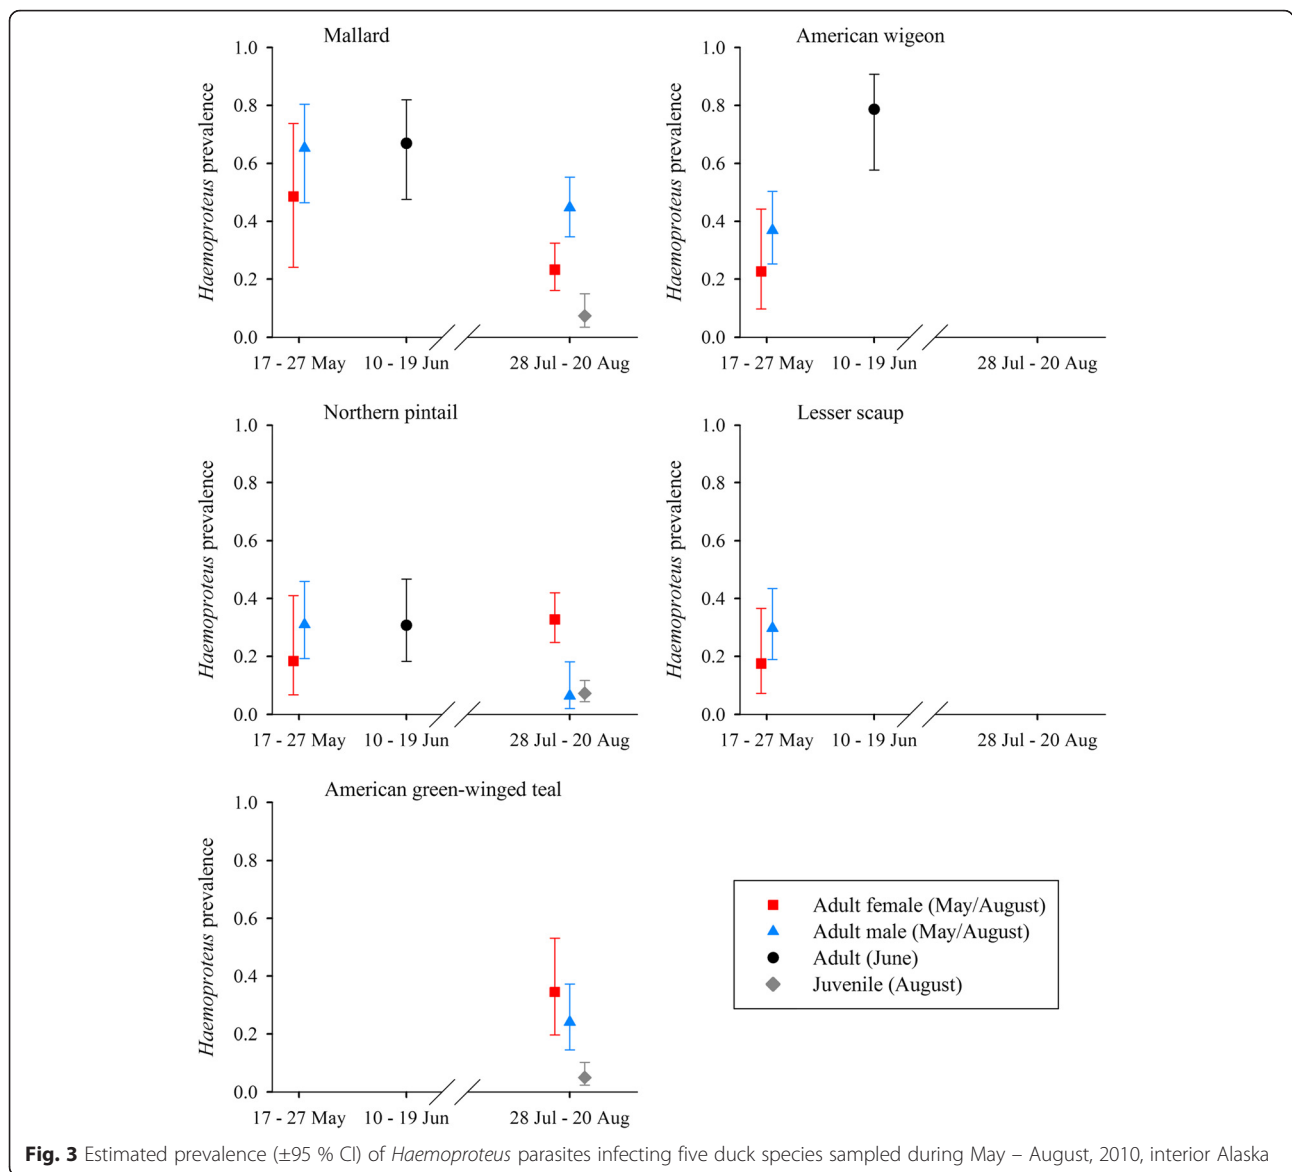 Mallard
Haemoproteus prevalence
1.0
0.8
0.6
0.4
0.2
0.0
17 - 27 May 10 - 19 Jun 28 Jul - 20 Aug
American wigeon
Haemoproteus prevalence
1.0
0.8
0.6
0.4
0.2
0.0
17 - 27 May 10 - 19 Jun 28 Jul - 20 Aug
Northern pintail
Haemoproteus prevalence
1.0
0.8
0.6
0.4
0.2
0.0
17 - 27 May 10 - 19 Jun 28 Jul - 20 Aug
Lesser scaup
Haemoproteus prevalence
1.0
0.8
0.6
0.4
0.2
0.0
17 - 27 May 10 - 19 Jun 28 Jul - 20 Aug
American green-winged teal
Haemoproteus prevalence
1.0
0.8
0.6
0.4
0.2
0.0
17 - 27 May 10 - 19 Jun 28 Jul - 20 Aug
Adult female (May/August)
Adult male (May/August)
Adult (June)
Juvenile (August)
Fig. 3 Estimated prevalence (±95 % CI) of Haemoproteus parasites infecting five duck species sampled during May – August, 2010, interior Alaska